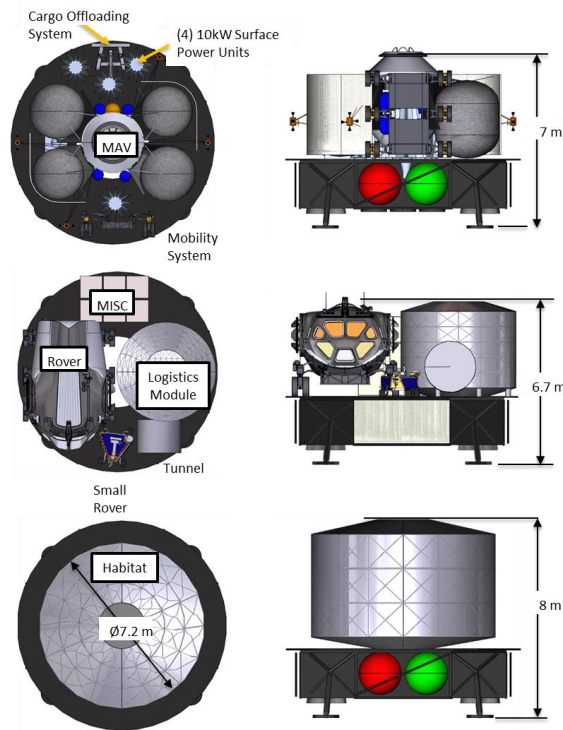 Cargo Offloading
System
(4) 10kW Surface
Power Units
MAV
7 m
Mobility
System
MISC
Rover
Logistics
Module
6.7 m
Tunnel
Small
Rover
Habitat
Ø7.2 m
8 m